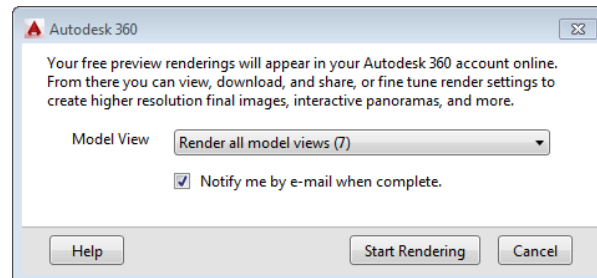 Autodesk 360
Your free preview renderings will appear in your Autodesk 360 account online.
From there you can view, download, and share, or fine tune render settings to
create higher resolution final images, interactive panoramas, and more.
Model View Render all model views (7)
Notify me by e-mail when complete.
Help Start Rendering Cancel